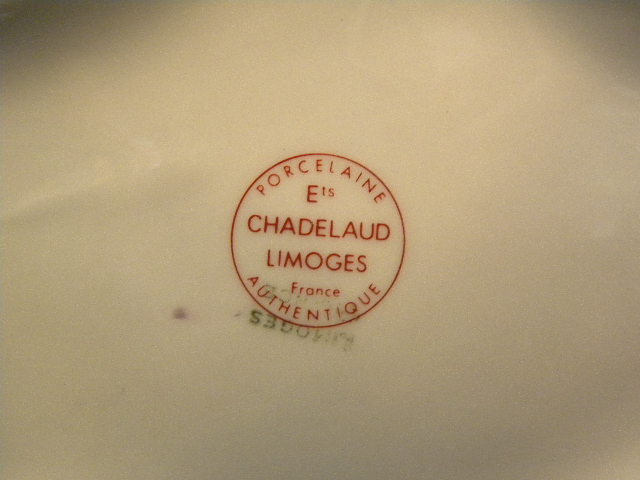 PORCELAINE
Ets
CHADELAUD
LIMOGES
France
AUTHENTIQUE
LIMOGES